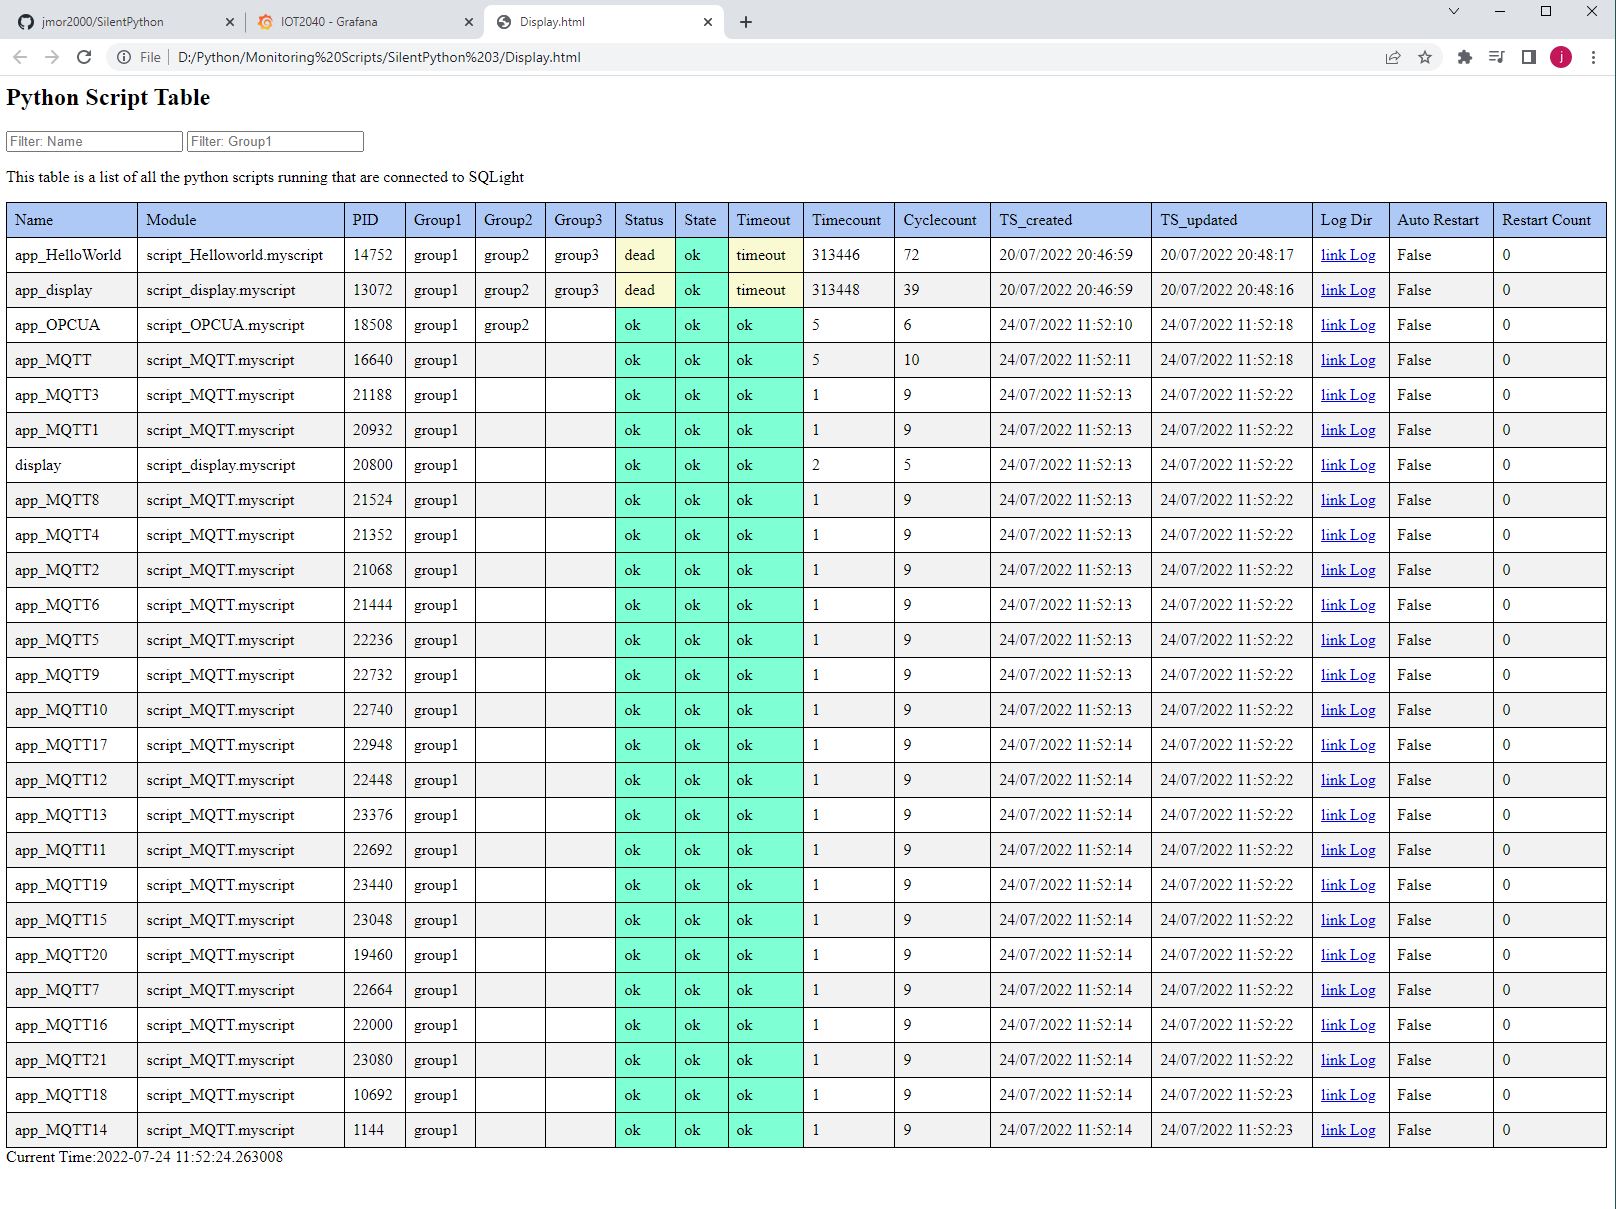 jmor2000/SilentPython IOT2040 - Grafana Display.html
File D:/Python/Monitoring%20Scripts/SilentPython%203/Display.html j
Python Script Table
Filter: Name Filter: Group1
This table is a list of all the python scripts running that are connected to SQLight
Name Module PID Group1 Group2 Group3 Status State Timeout Timecount Cyclecount TS_created TS_updated Log Dir Auto Restart Restart Count
app_HelloWorld script_Helloworld.myscript 14752 group1 group2 group3 dead ok timeout 313446 72 20/07/2022 20:46:59 20/07/2022 20:48:17 link Log False 0
app_display script_display.myscript 13072 group1 group2 group3 dead ok timeout 313448 39 20/07/2022 20:46:59 20/07/2022 20:48:16 link Log False 0
app_OPCUA script_OPCUA.myscript 18508 group1 group2 ok ok ok 5 6 24/07/2022 11:52:10 24/07/2022 11:52:18 link Log False 0
app_MQTT script_MQTT.myscript 16640 group1 ok ok ok 5 10 24/07/2022 11:52:11 24/07/2022 11:52:18 link Log False 0
app_MQTT3 script_MQTT.myscript 21188 group1 ok ok ok 1 9 24/07/2022 11:52:13 24/07/2022 11:52:22 link Log False 0
app_MQTT1 script_MQTT.myscript 20932 group1 ok ok ok 1 9 24/07/2022 11:52:13 24/07/2022 11:52:22 link Log False 0
display script_display.myscript 20800 group1 ok ok ok 2 5 24/07/2022 11:52:13 24/07/2022 11:52:22 link Log False 0
app_MQTT8 script_MQTT.myscript 21524 group1 ok ok ok 1 9 24/07/2022 11:52:13 24/07/2022 11:52:22 link Log False 0
app_MQTT4 script_MQTT.myscript 21352 group1 ok ok ok 1 9 24/07/2022 11:52:13 24/07/2022 11:52:22 link Log False 0
app_MQTT2 script_MQTT.myscript 21068 group1 ok ok ok 1 9 24/07/2022 11:52:13 24/07/2022 11:52:22 link Log False 0
app_MQTT6 script_MQTT.myscript 21444 group1 ok ok ok 1 9 24/07/2022 11:52:13 24/07/2022 11:52:22 link Log False 0
app_MQTT5 script_MQTT.myscript 22236 group1 ok ok ok 1 9 24/07/2022 11:52:13 24/07/2022 11:52:22 link Log False 0
app_MQTT9 script_MQTT.myscript 22732 group1 ok ok ok 1 9 24/07/2022 11:52:13 24/07/2022 11:52:22 link Log False 0
app_MQTT10 script_MQTT.myscript 22740 group1 ok ok ok 1 9 24/07/2022 11:52:13 24/07/2022 11:52:22 link Log False 0
app_MQTT17 script_MQTT.myscript 22948 group1 ok ok ok 1 9 24/07/2022 11:52:14 24/07/2022 11:52:22 link Log False 0
app_MQTT12 script_MQTT.myscript 22448 group1 ok ok ok 1 9 24/07/2022 11:52:14 24/07/2022 11:52:22 link Log False 0
app_MQTT13 script_MQTT.myscript 23376 group1 ok ok ok 1 9 24/07/2022 11:52:14 24/07/2022 11:52:22 link Log False 0
app_MQTT11 script_MQTT.myscript 22692 group1 ok ok ok 1 9 24/07/2022 11:52:14 24/07/2022 11:52:22 link Log False 0
app_MQTT19 script_MQTT.myscript 23440 group1 ok ok ok 1 9 24/07/2022 11:52:14 24/07/2022 11:52:22 link Log False 0
app_MQTT15 script_MQTT.myscript 23048 group1 ok ok ok 1 9 24/07/2022 11:52:14 24/07/2022 11:52:22 link Log False 0
app_MQTT20 script_MQTT.myscript 19460 group1 ok ok ok 1 9 24/07/2022 11:52:14 24/07/2022 11:52:22 link Log False 0
app_MQTT7 script_MQTT.myscript 22664 group1 ok ok ok 1 9 24/07/2022 11:52:14 24/07/2022 11:52:22 link Log False 0
app_MQTT16 script_MQTT.myscript 22000 group1 ok ok ok 1 9 24/07/2022 11:52:14 24/07/2022 11:52:22 link Log False 0
app_MQTT21 script_MQTT.myscript 23080 group1 ok ok ok 1 9 24/07/2022 11:52:14 24/07/2022 11:52:22 link Log False 0
app_MQTT18 script_MQTT.myscript 10692 group1 ok ok ok 1 9 24/07/2022 11:52:14 24/07/2022 11:52:23 link Log False 0
app_MQTT14 script_MQTT.myscript 1144 group1 ok ok ok 1 9 24/07/2022 11:52:14 24/07/2022 11:52:23 link Log False 0
Current Time:2022-07-24 11:52:24.263008